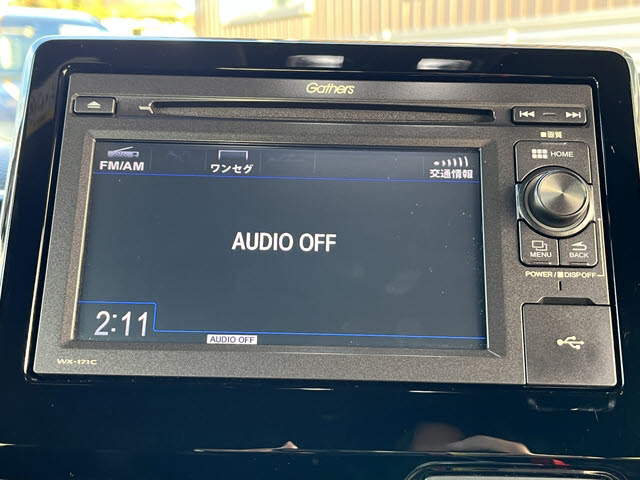 Gathers
■画質
HOME
FM/AM
ワンセグ
交通情報
AUDIO OFF
MENU
BACK
POWER/■DISP OFF
2:11
AUDIO OFF
WX-171C